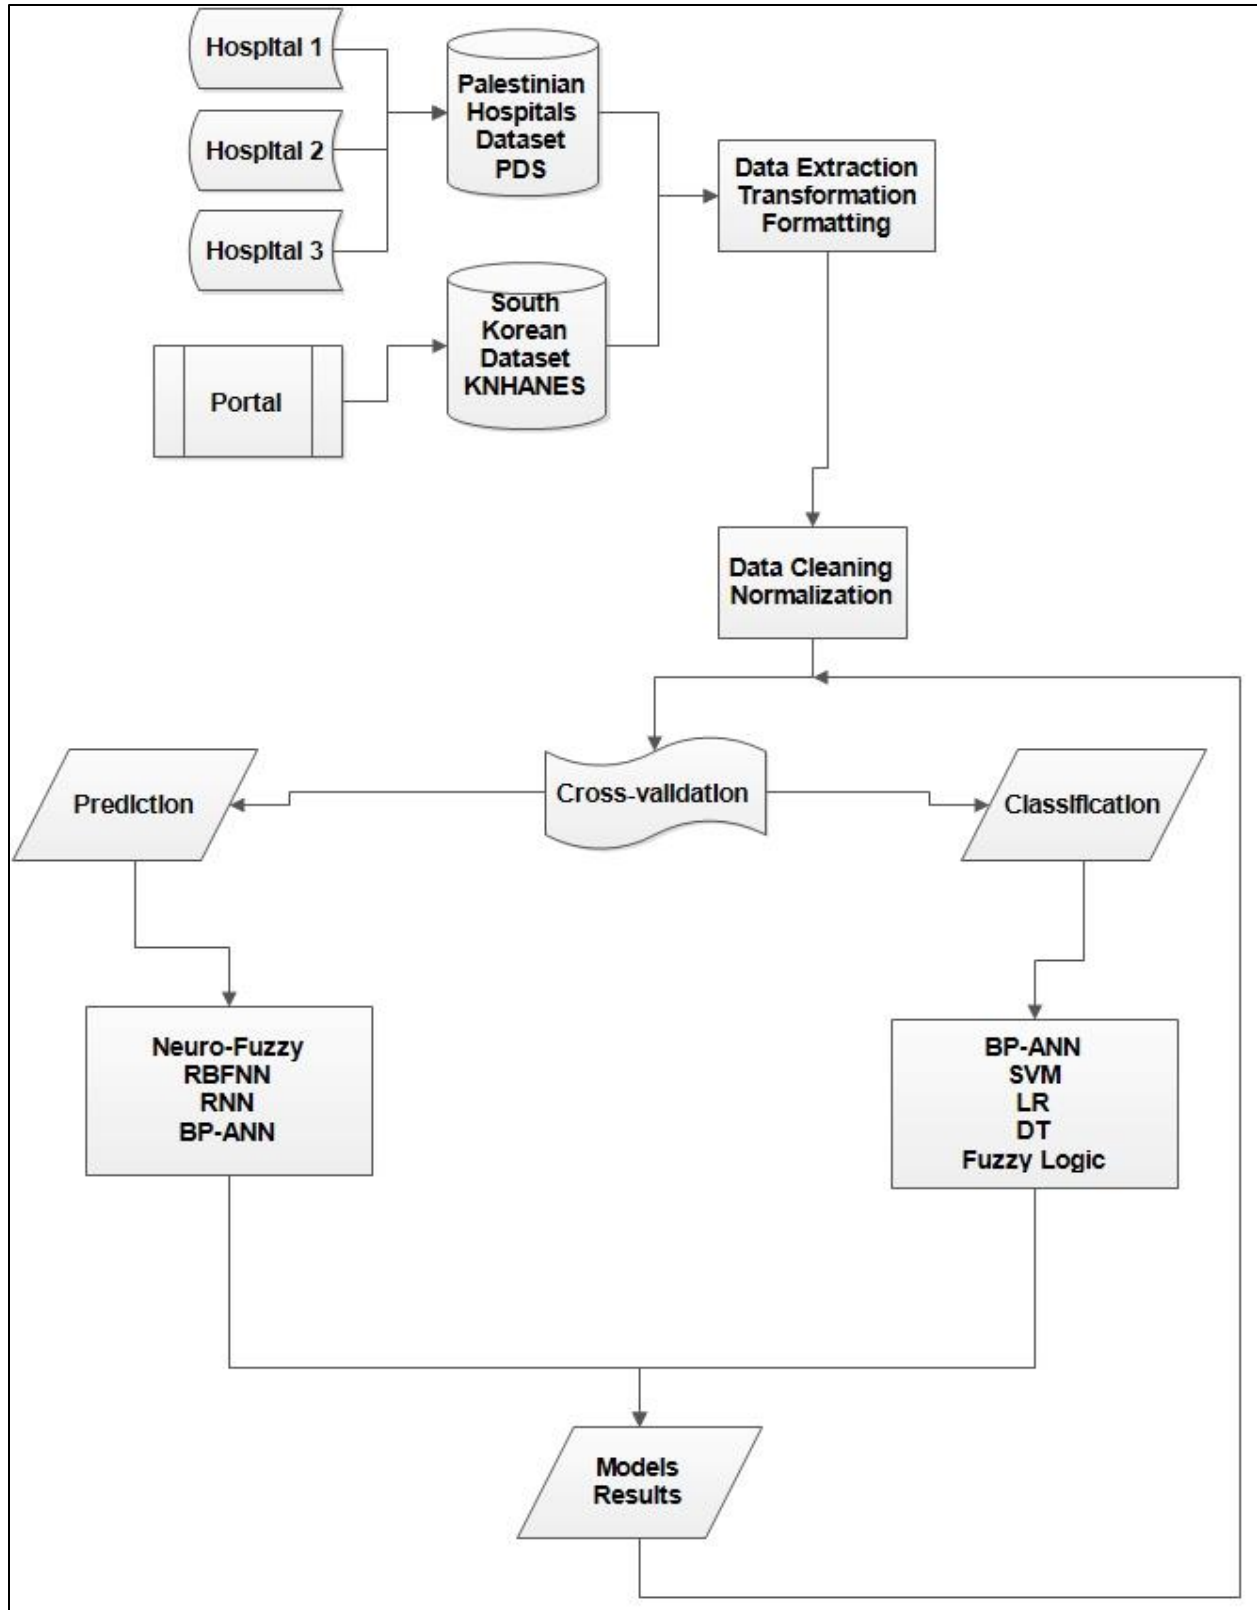 Hospital 1
Hospital 2
Hospital 3
Palestinian
Hospitals
Dataset
PDS
Data Extraction
Transformation
Formatting
South
Korean
Dataset
KNHANES
Portal
Data Cleaning
Normalization
Prediction
Cross-validation
Classification
Neuro-Fuzzy
RBFNN
RNN
BP-ANN
BP-ANN
SVM
LR
DT
Fuzzy Logic
Models
Results